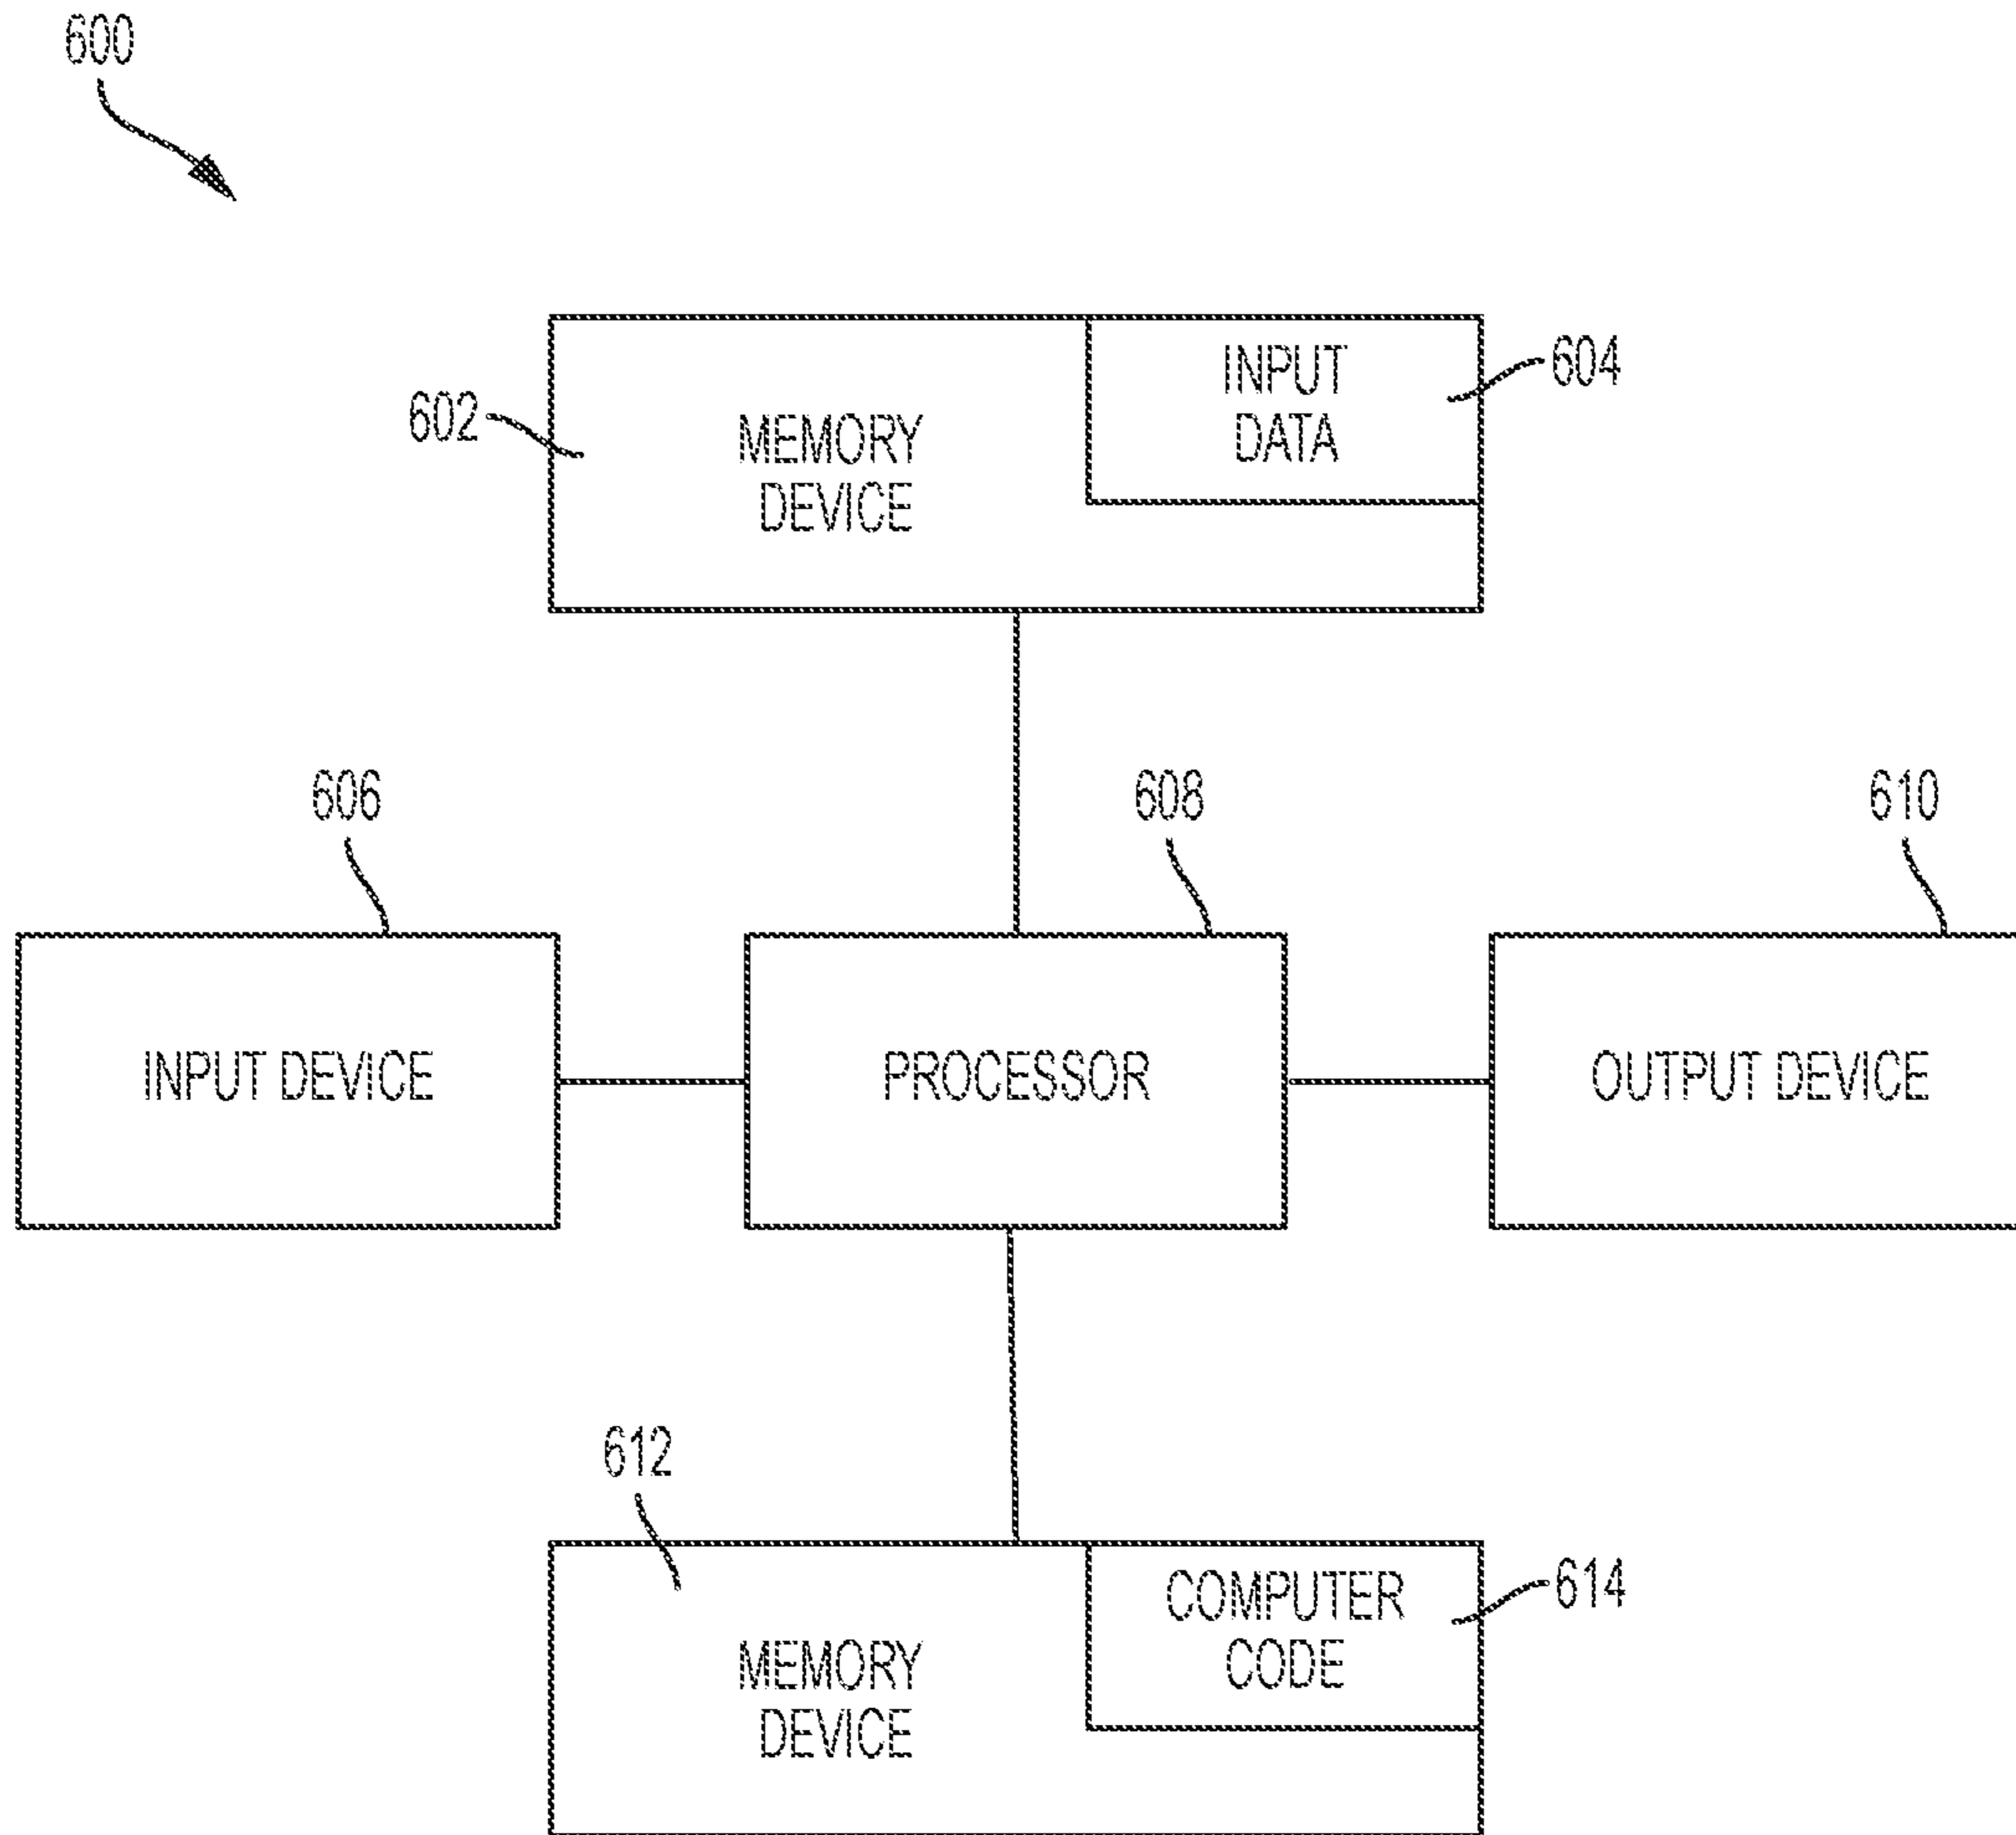 600
INPUT
DATA
604
602
MEMORY
DEVICE
606
608
610
INPUT DEVICE
PROCESSOR
OUTPUT DEVICE
612
COMPUTER
CODE
614
MEMORY
DEVICE